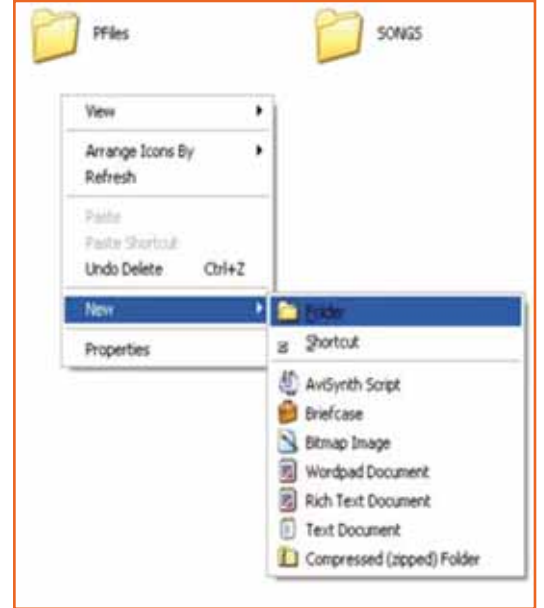 PFiles
SONGS
View
Arrange Icons By
Refresh
Paste
Paste Shortcut
Undo Delete Ctrl+Z
New
Properties
Folder
Shortcut
AviSynth Script
Briefcase
Bitmap Image
Wordpad Document
Rich Text Document
Text Document
Compressed (zipped) Folder